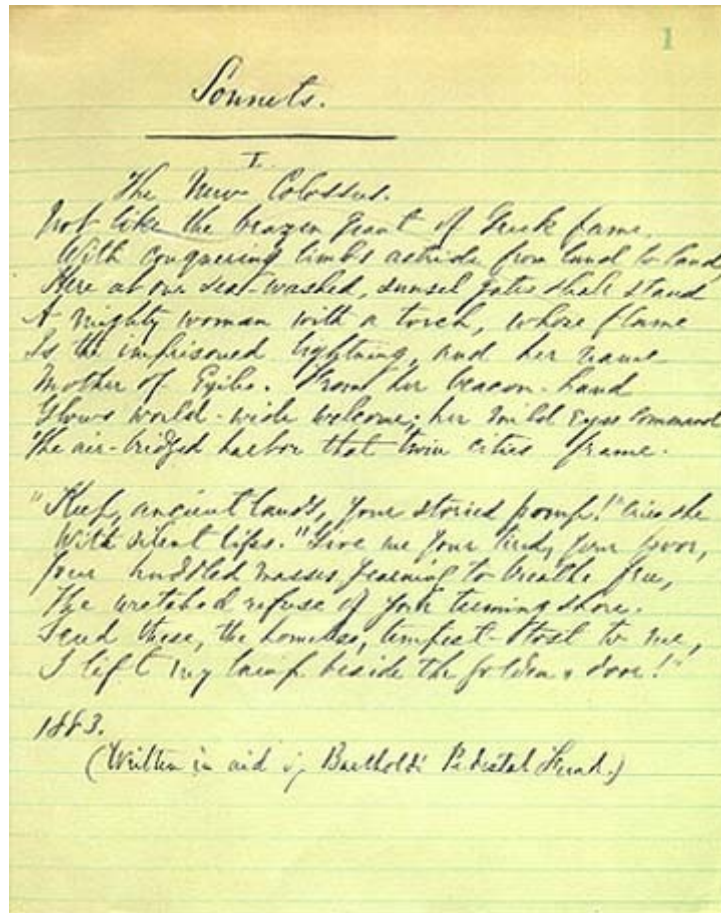 1
Sonnets.
I.
The New Colossus.
Not like the brazen giant of Greek fame,
With conquering limbs astride from land to land;
Here at our sea-washed, sunset gates shall stand
A mighty woman with a torch, whose flame
Is the imprisoned lightning, and her name
Mother of Exiles. From her beacon-hand
Glows world-wide welcome; her mild eyes command
The air-bridged harbor that twin cities frame.
"Keep, ancient lands, your storied pomp!" cries she
With silent lips. "Give me your tired, your poor,
Your huddled masses yearning to breathe free,
The wretched refuse of your teeming shore.
Send these, the homeless, tempest-tost to me,
I lift my lamp beside the golden door!"
1883.
(Written in aid of Bartholdi Pedestal Fund.)